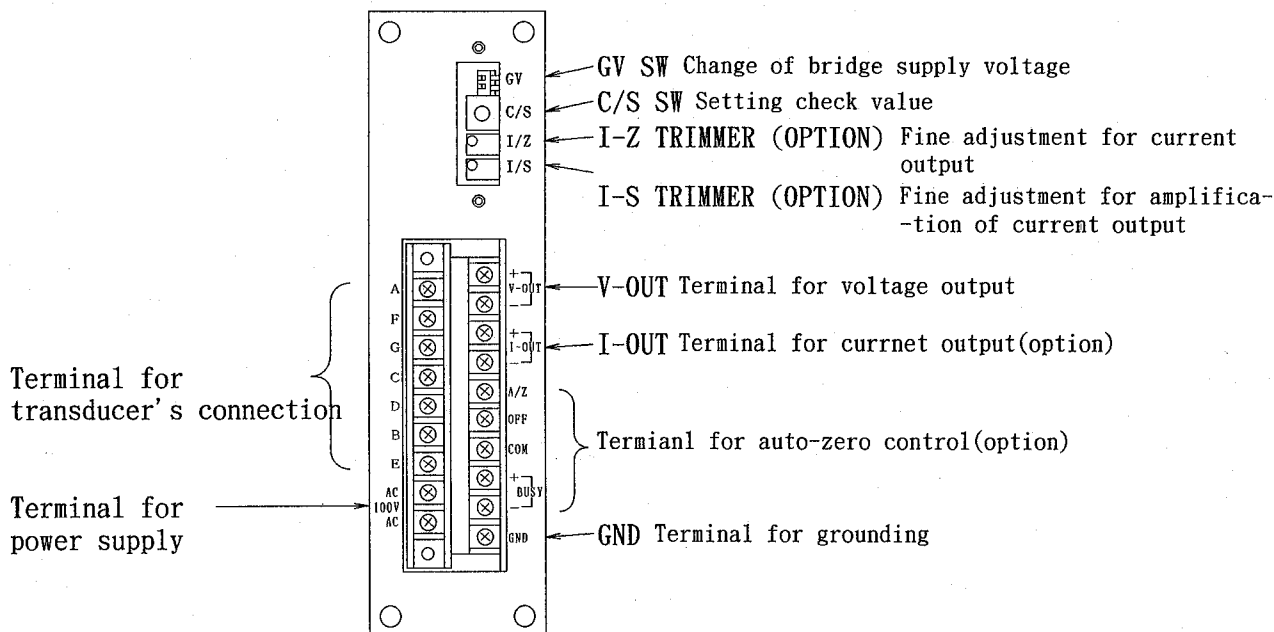 GV
C/S
I/Z
I/S
GV SW Change of bridge supply voltage
C/S SW Setting check value
I-Z TRIMMER (OPTION) Fine adjustment for current
output
I-S TRIMMER (OPTION) Fine adjustment for amplifica-
-tion of current output
V-OUT Terminal for voltage output
I-OUT Terminal for currnet output(option)
Termianl for auto-zero control(option)
GND Terminal for grounding
Terminal for
transducer's connection
Terminal for
power supply
A
F
G
C
D
B
E
AC
100V
AC
+
V-OUT
-
+
I-OUT
-
A/Z
OFF
COM
+
BUSY
-
GND